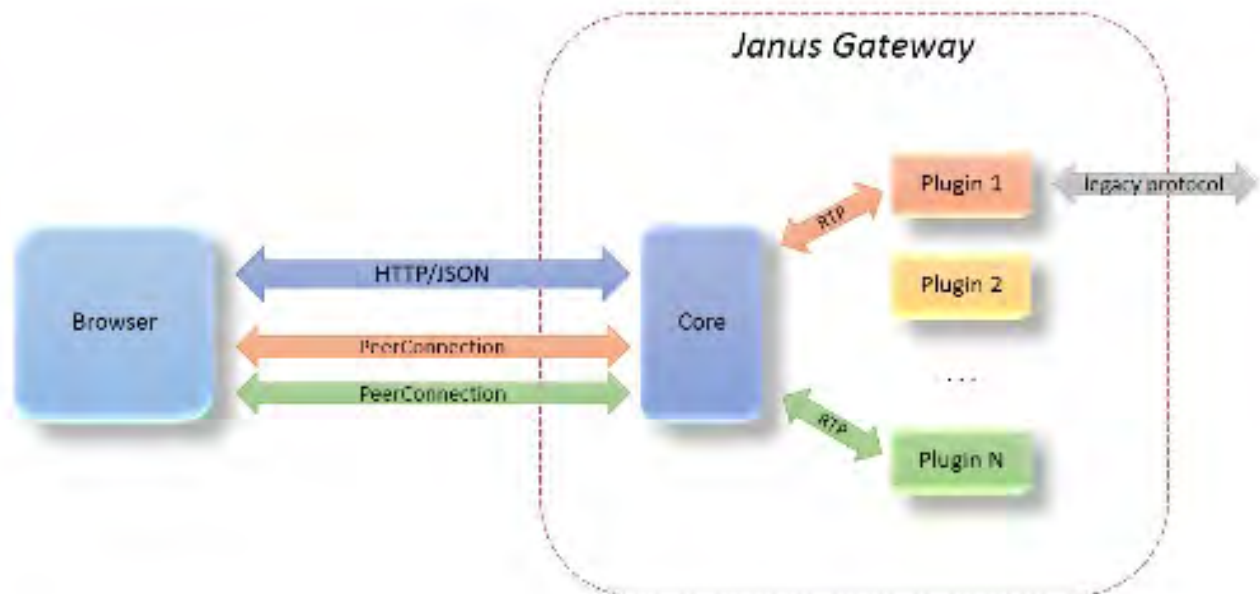 Janus Gateway
Plugin 1
legacy protocol
RTP
HTTP/JSON
Plugin 2
Browser
Core
PeerConnection
PeerConnection
. . .
RTP
Plugin N